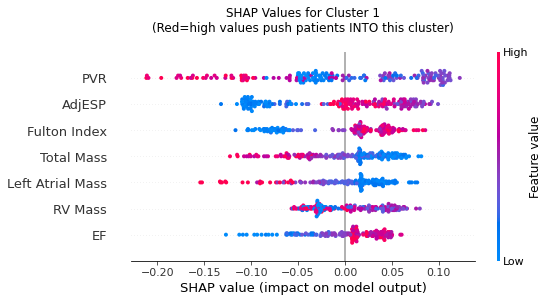 SHAP Values for Cluster 1
(Red=high values push patients INTO this cluster)
PVR
AdjESP
Fulton Index
Total Mass
Left Atrial Mass
RV Mass
EF
−0.20 −0.15 −0.10 −0.05 0.00 0.05 0.10
SHAP value (impact on model output)
High
Feature value
Low